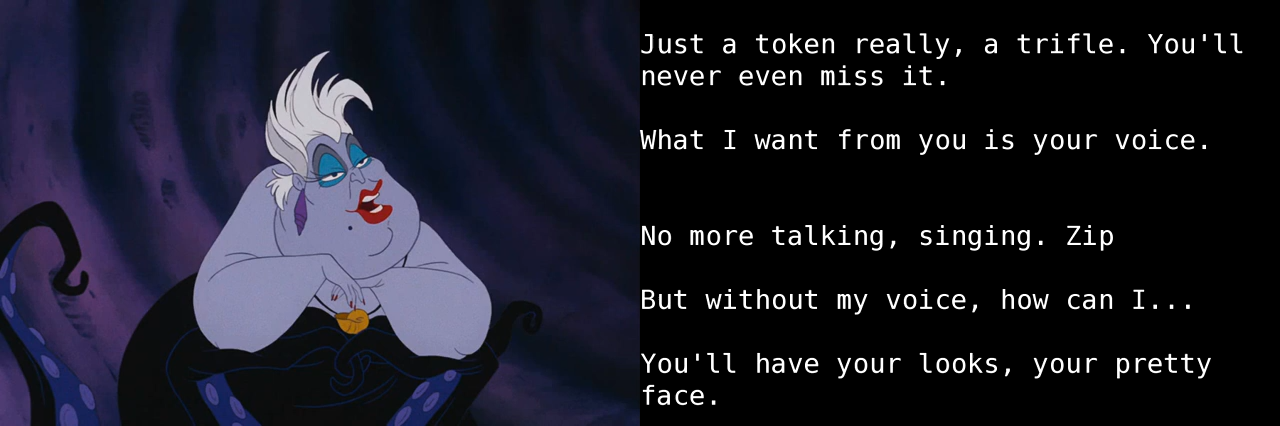 Just a token really, a trifle. You'll
never even miss it.
What I want from you is your voice.
No more talking, singing. Zip
But without my voice, how can I...
You'll have your looks, your pretty
face.